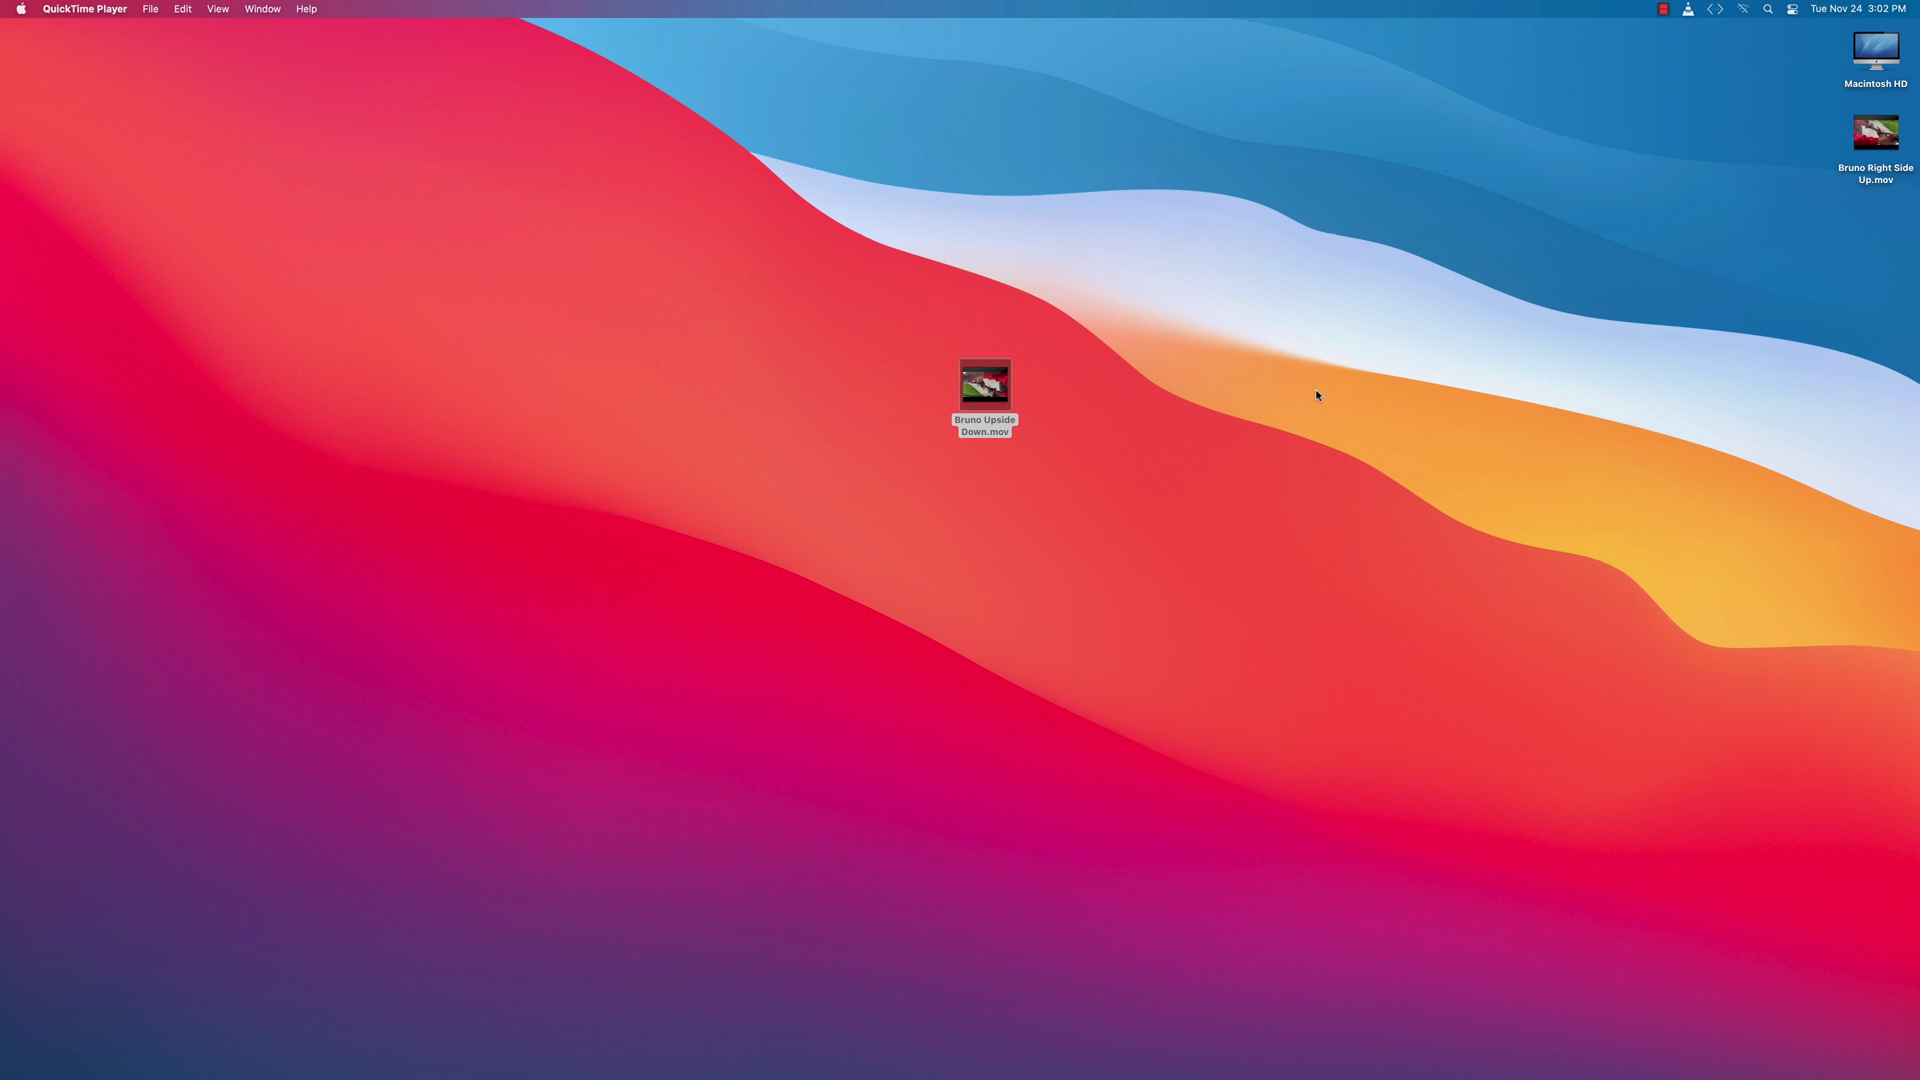 QuickTime Player File Edit View Window Help Tue Nov 24 3:02 PM
Macintosh HD
Bruno Right Side
Up.mov
Bruno Upside
Down.mov